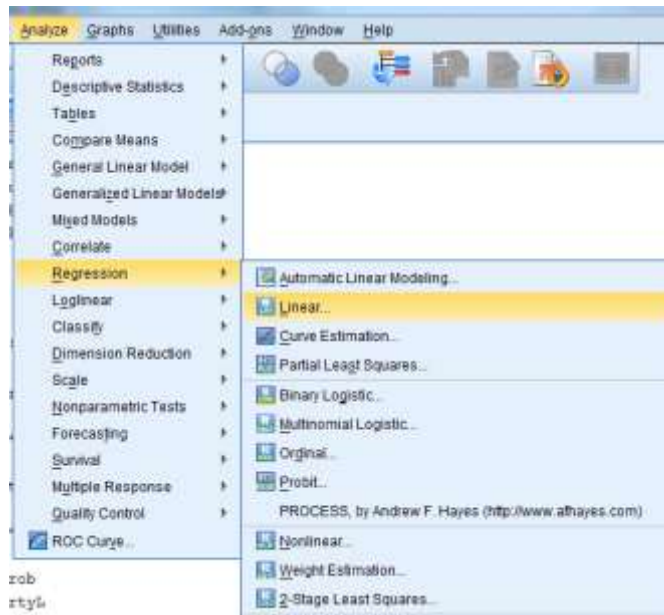 Analyze Graphs Utilities Add-ons Window Help
Reports
Descriptive Statistics
Tables
Compare Means
General Linear Model
Generalized Linear Models
Mixed Models
Correlate
Regression
Loglinear
Classify
Dimension Reduction
Scale
Nonparametric Tests
Forecasting
Survival
Multiple Response
Quality Control
ROC Curve...
Automatic Linear Modeling...
Linear...
Curve Estimation...
Partial Least Squares...
Binary Logistic...
Multinomial Logistic...
Ordinal...
Probit...
PROCESS, by Andrew F. Hayes (http://www.afhayes.com)
Nonlinear...
Weight Estimation...
2-Stage Least Squares...
rob